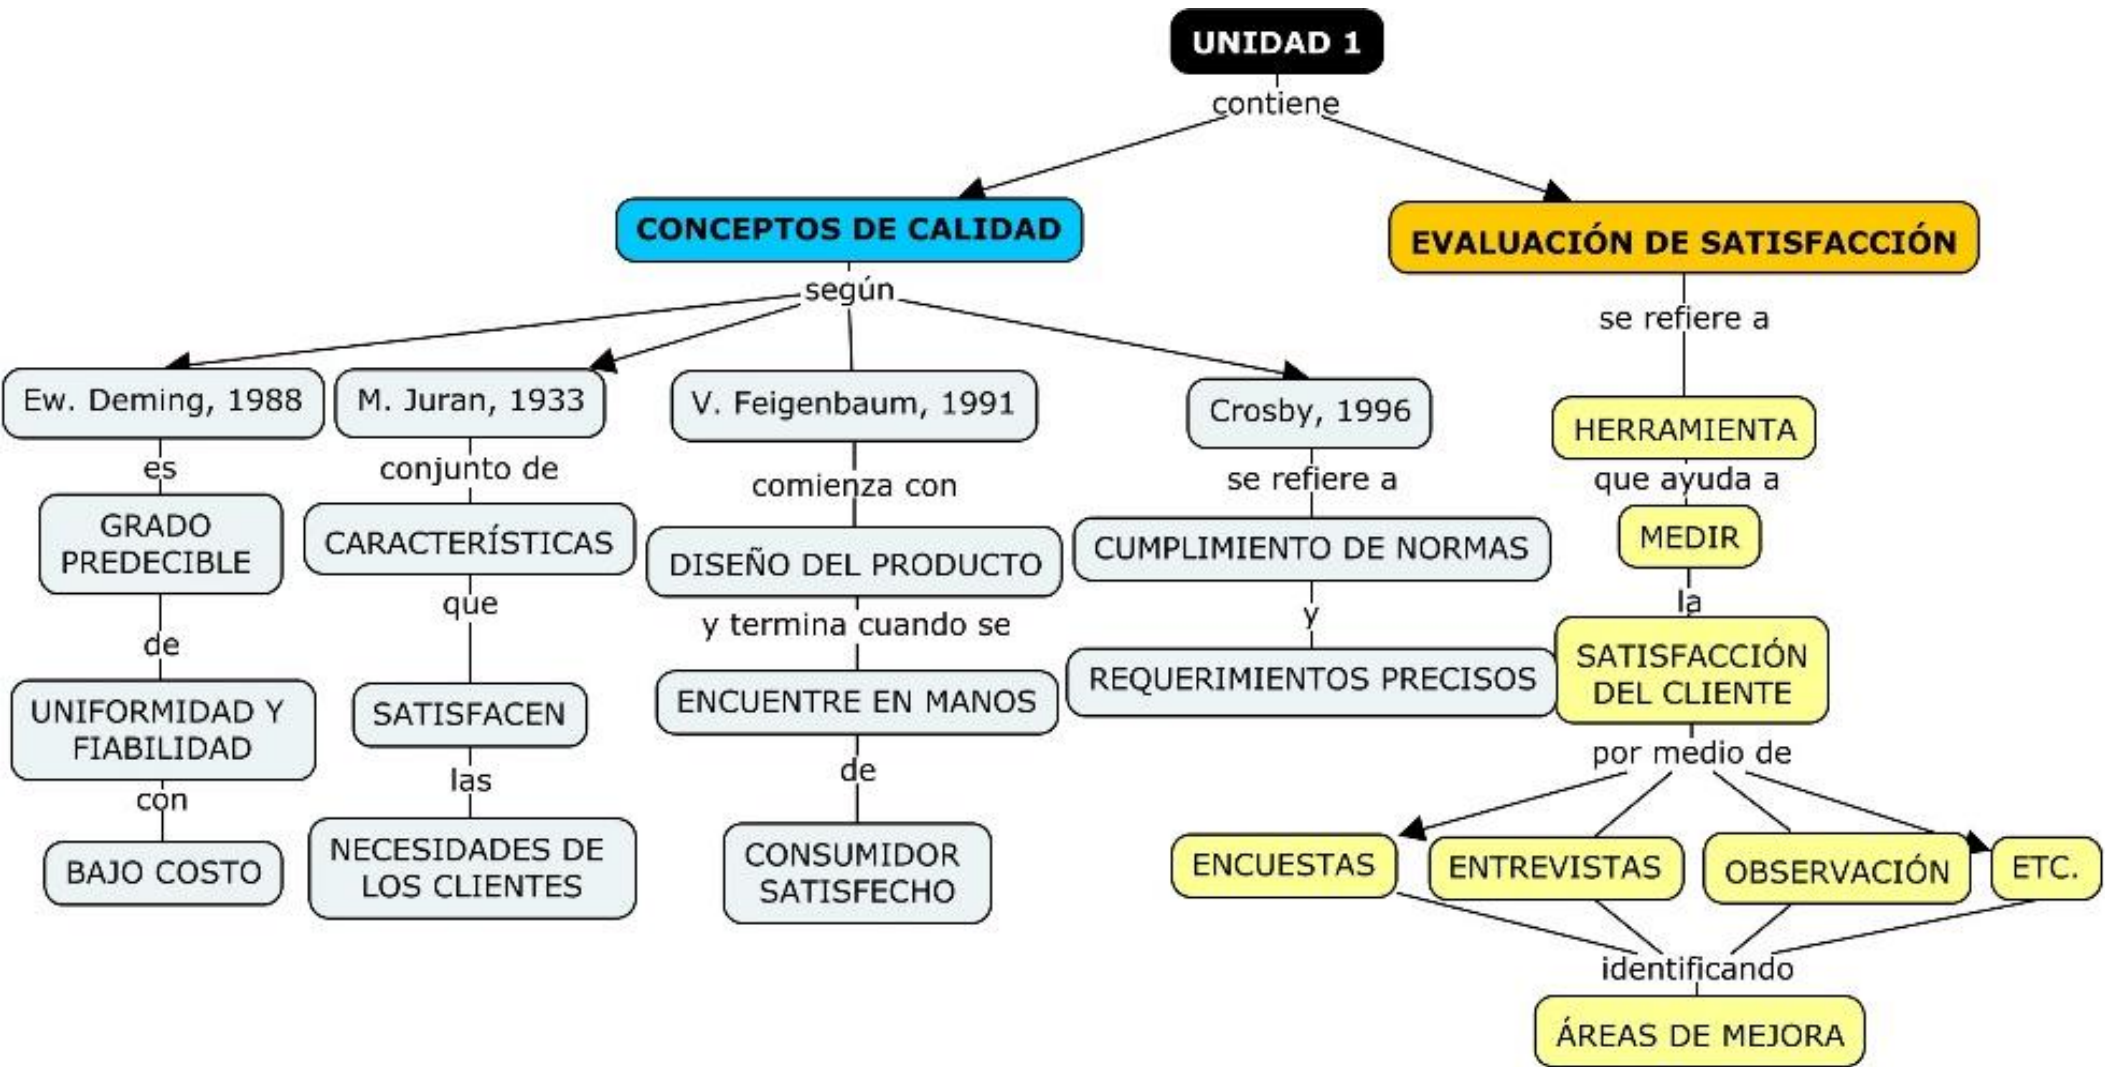 UNIDAD 1
contiene
CONCEPTOS DE CALIDAD
según
Ew. Deming, 1988
es
GRADO
PREDECIBLE
de
UNIFORMIDAD Y
FIABILIDAD
con
BAJO COSTO
M. Juran, 1933
conjunto de
CARACTERÍSTICAS
que
SATISFACEN
las
NECESIDADES DE
LOS CLIENTES
V. Feigenbaum, 1991
comienza con
DISEÑO DEL PRODUCTO
y termina cuando se
ENCUENTRE EN MANOS
de
CONSUMIDOR
SATISFECHO
Crosby, 1996
se refiere a
CUMPLIMIENTO DE NORMAS
y
REQUERIMIENTOS PRECISOS
EVALUACIÓN DE SATISFACCIÓN
se refiere a
HERRAMIENTA
que ayuda a
MEDIR
la
SATISFACCIÓN
DEL CLIENTE
por medio de
ENCUESTAS
ENTREVISTAS
OBSERVACIÓN
ETC.
identificando
ÁREAS DE MEJORA